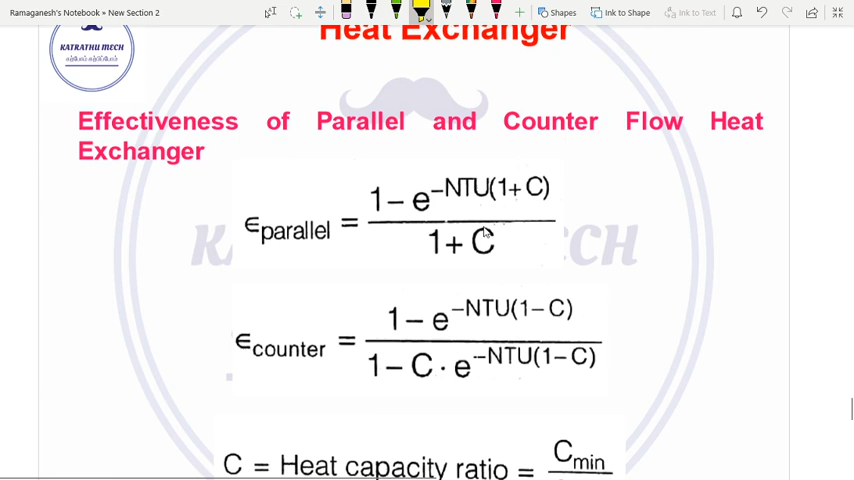 Ramaganesh's Notebook » New Section 2
Shapes
Ink to Shape
Ink to Text
KATRATHU MECH
கற்போம் கற்பிப்போம்
Heat Exchanger
Effectiveness of Parallel and Counter Flow Heat
Exchanger
∈parallel = 1 – e^–NTU(1+C) / 1 + C
∈counter = 1 – e^–NTU(1–C) / 1 – C · e^–NTU(1–C)
C = Heat capacity ratio = Cmin